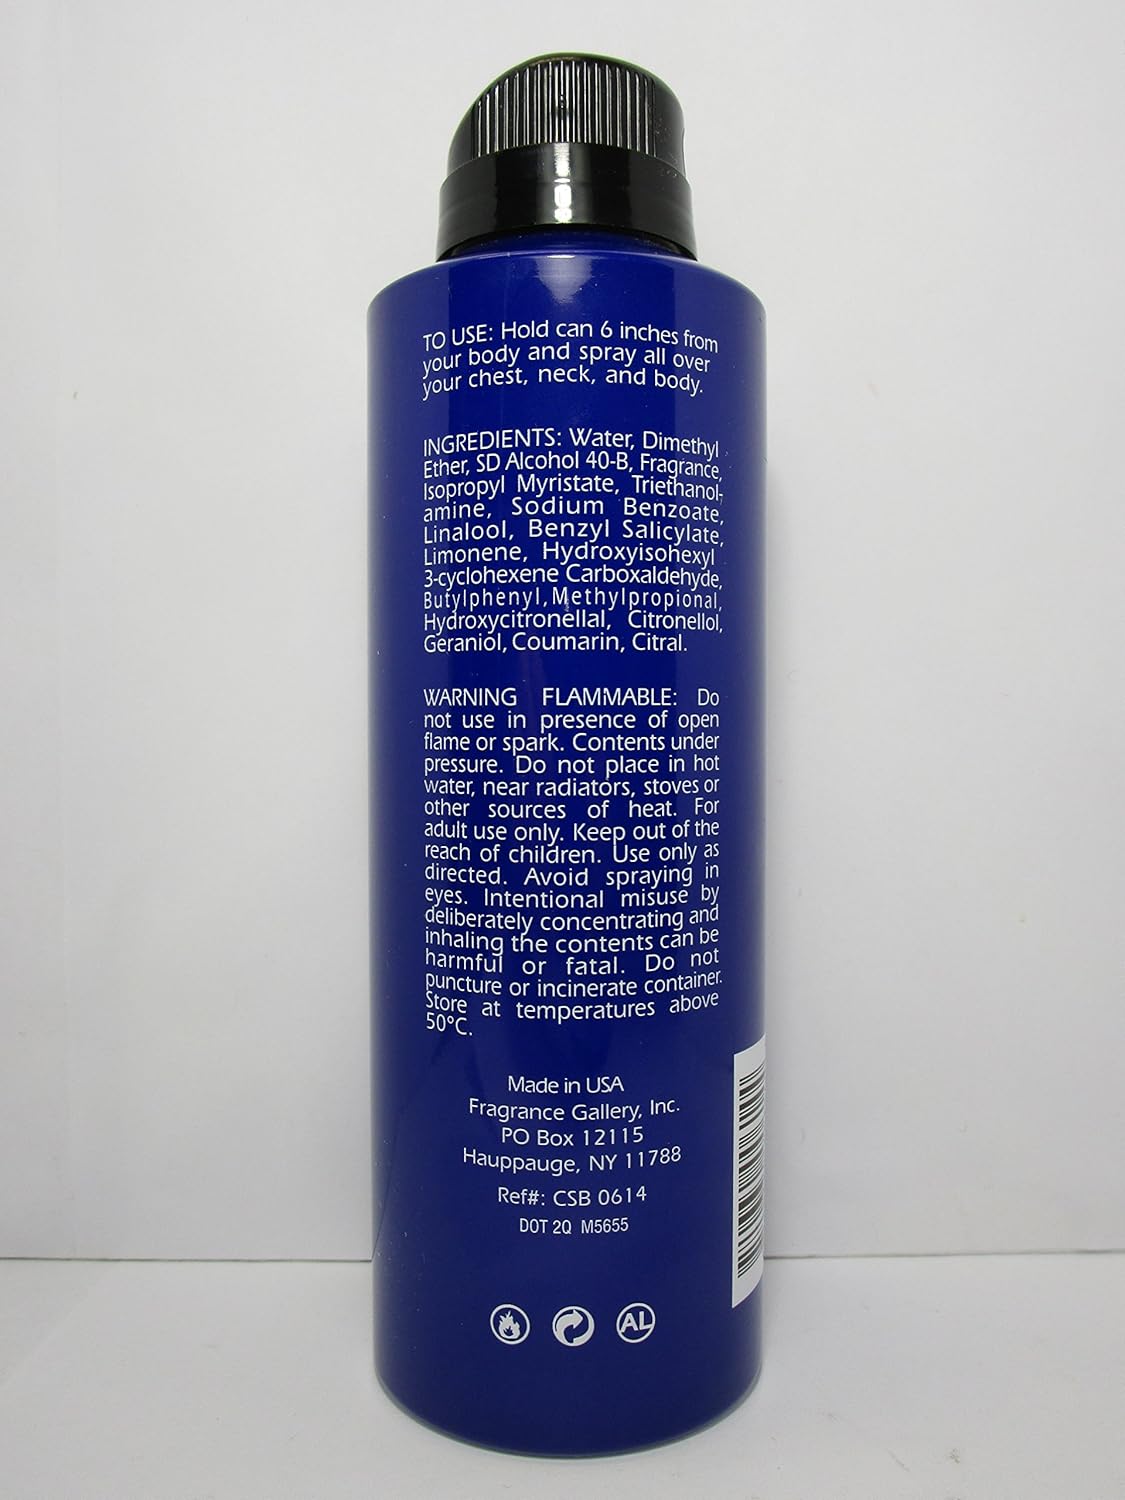 TO USE: Hold can 6 inches from
your body and spray all over
your chest, neck, and body.
INGREDIENTS: Water, Dimethyl
Ether, SD Alcohol 40-B, Fragrance,
Isopropyl Myristate, Triethanol-
amine, Sodium Benzoate,
Linalool, Benzyl Salicylate,
Limonene, Hydroxyisohexyl
3-cyclohexene Carboxaldehyde,
Butylphenyl, Methylpropional,
Hydroxycitronellal, Citronellol,
Geraniol, Coumarin, Citral.
WARNING FLAMMABLE: Do
not use in presence of open
flame or spark. Contents under
pressure. Do not place in hot
water, near radiators, stoves or
other sources of heat. For
adult use only. Keep out of the
reach of children. Use only as
directed. Avoid spraying in
eyes. Intentional misuse by
deliberately concentrating and
inhaling the contents can be
harmful or fatal. Do not
puncture or incinerate container.
Store at temperatures above
50°C.
Made in USA
Fragrance Gallery, Inc.
PO Box 12115
Hauppauge, NY 11788
Ref#: CSB 0614
DOT 2Q M5655
AL